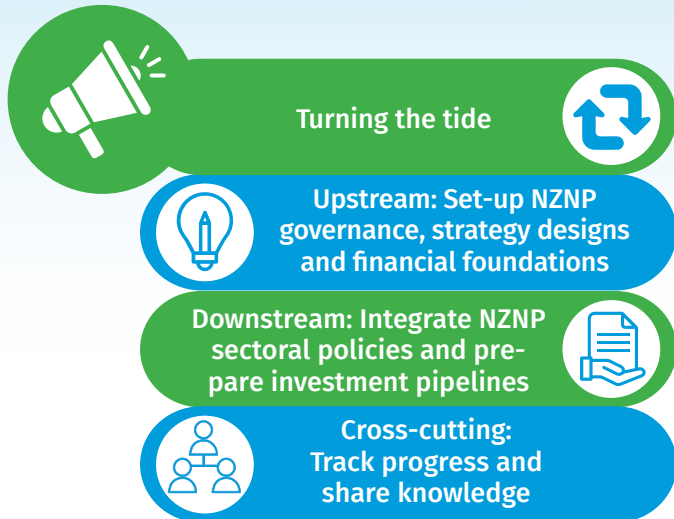 Turning the tide
Upstream: Set-up NZNP
governance, strategy designs
and financial foundations
Downstream: Integrate NZNP
sectoral policies and pre-
pare investment pipelines
Cross-cutting:
Track progress and
share knowledge